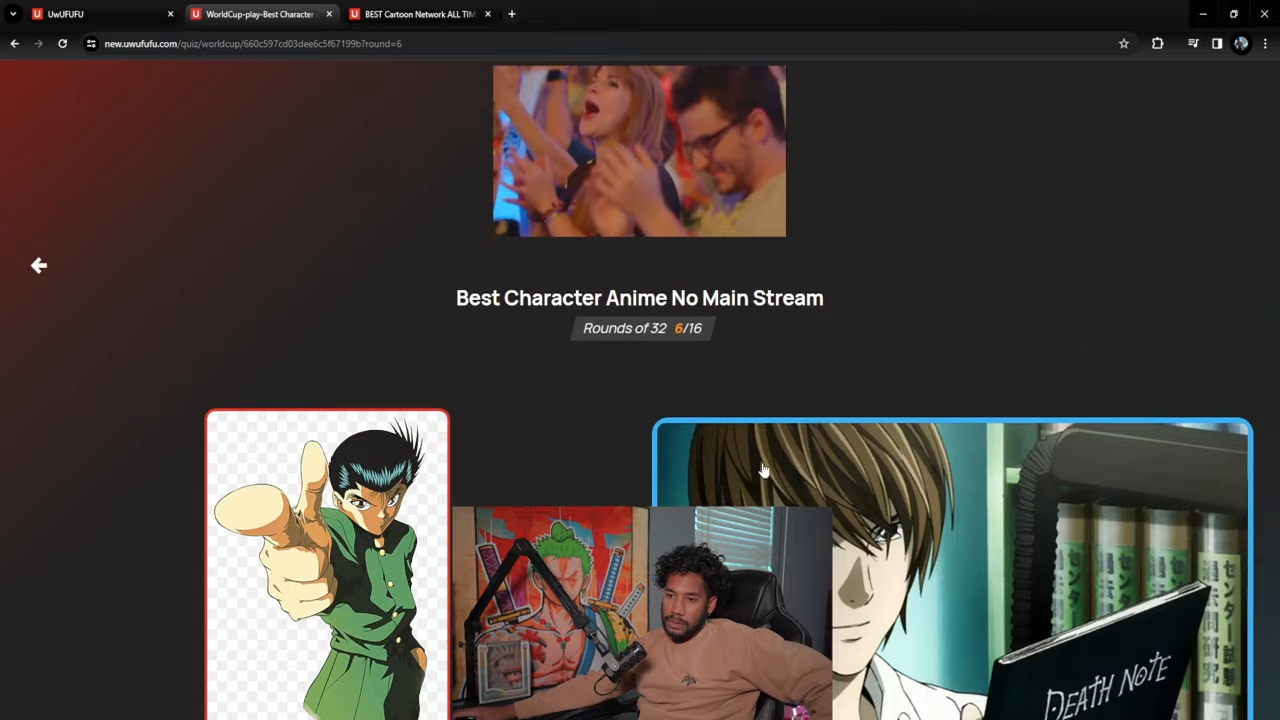 UwUFUFU
WorldCup-play-Best Character
BEST Cartoon Network ALL TIM
new.uwufufu.com/quiz/worldcup/660c597cd03dee6c5f67199b?round=6
Best Character Anime No Main Stream
Rounds of 32 6/16
DEATH NOTE